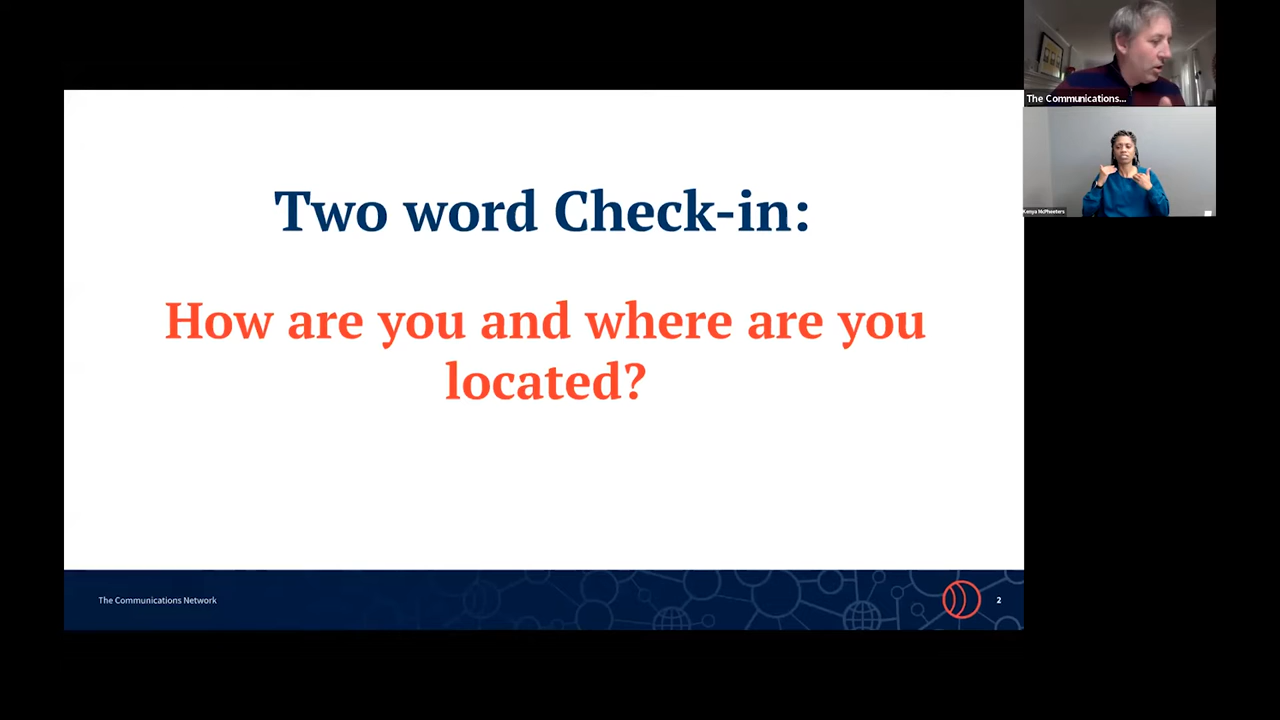 The Communications...
Kenya McPheeters
Two word Check-in:
How are you and where are you
located?
The Communications Network
2